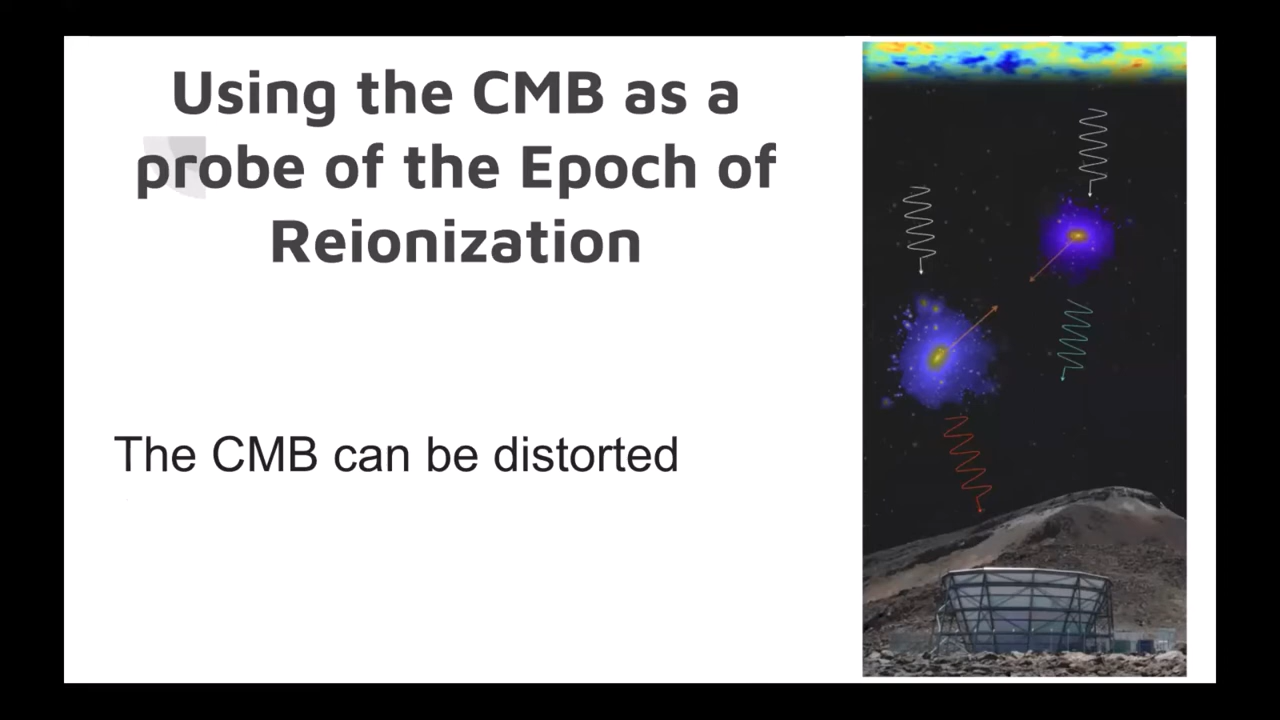 Using the CMB as a
probe of the Epoch of
Reionization
The CMB can be distorted